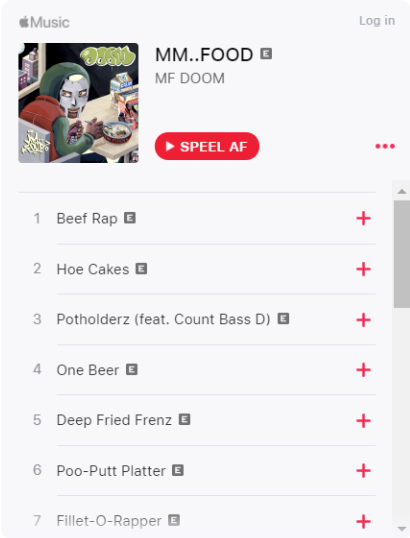 Music
Log in
MM..FOOD E
MF DOOM
SPEEL AF
1 Beef Rap E
2 Hoe Cakes E
3 Potholderz (feat. Count Bass D) E
4 One Beer E
5 Deep Fried Frenz E
6 Poo-Putt Platter E
7 Fillet-O-Rapper E